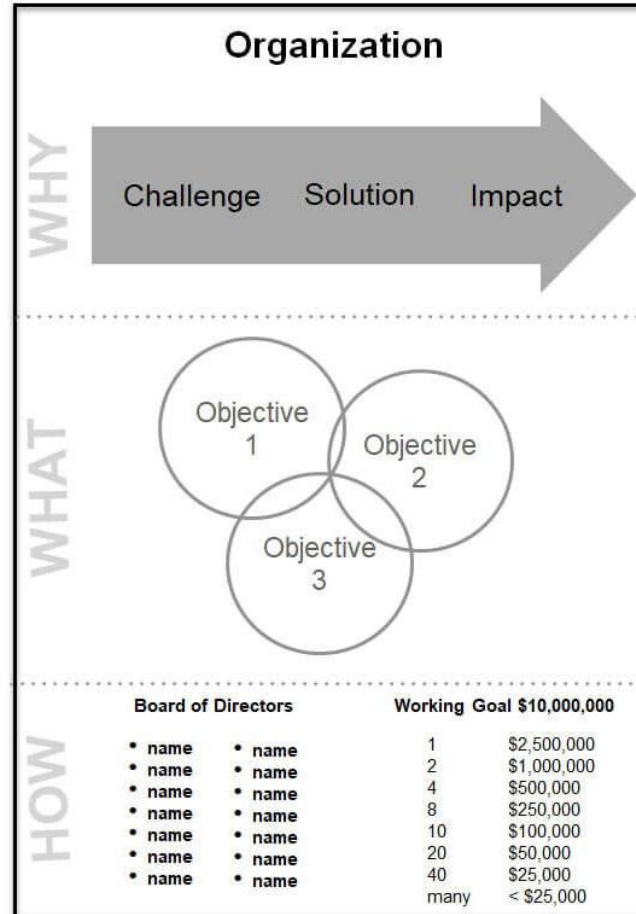 Organization
WHY
Challenge Solution Impact
WHAT
Objective
1
Objective
2
Objective
3
HOW
Board of Directors
• name • name
• name • name
• name • name
• name • name
• name • name
• name • name
• name • name
Working Goal $10,000,000
1 $2,500,000
2 $1,000,000
4 $500,000
8 $250,000
10 $100,000
20 $50,000
40 $25,000
many < $25,000